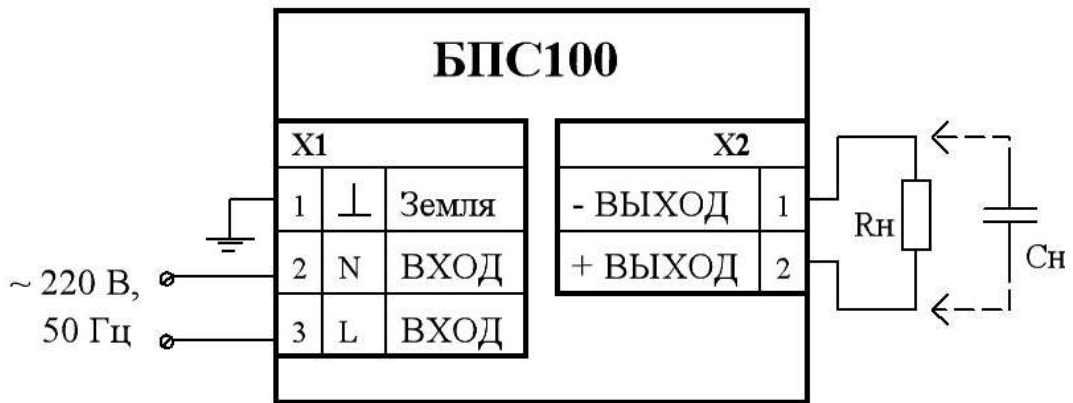 БПС100
X1
1 ⊥ Земля
2 N ВХОД
3 L ВХОД
~ 220 В,
50 Гц
X2
- ВЫХОД 1
+ ВЫХОД 2
Rн
Cн